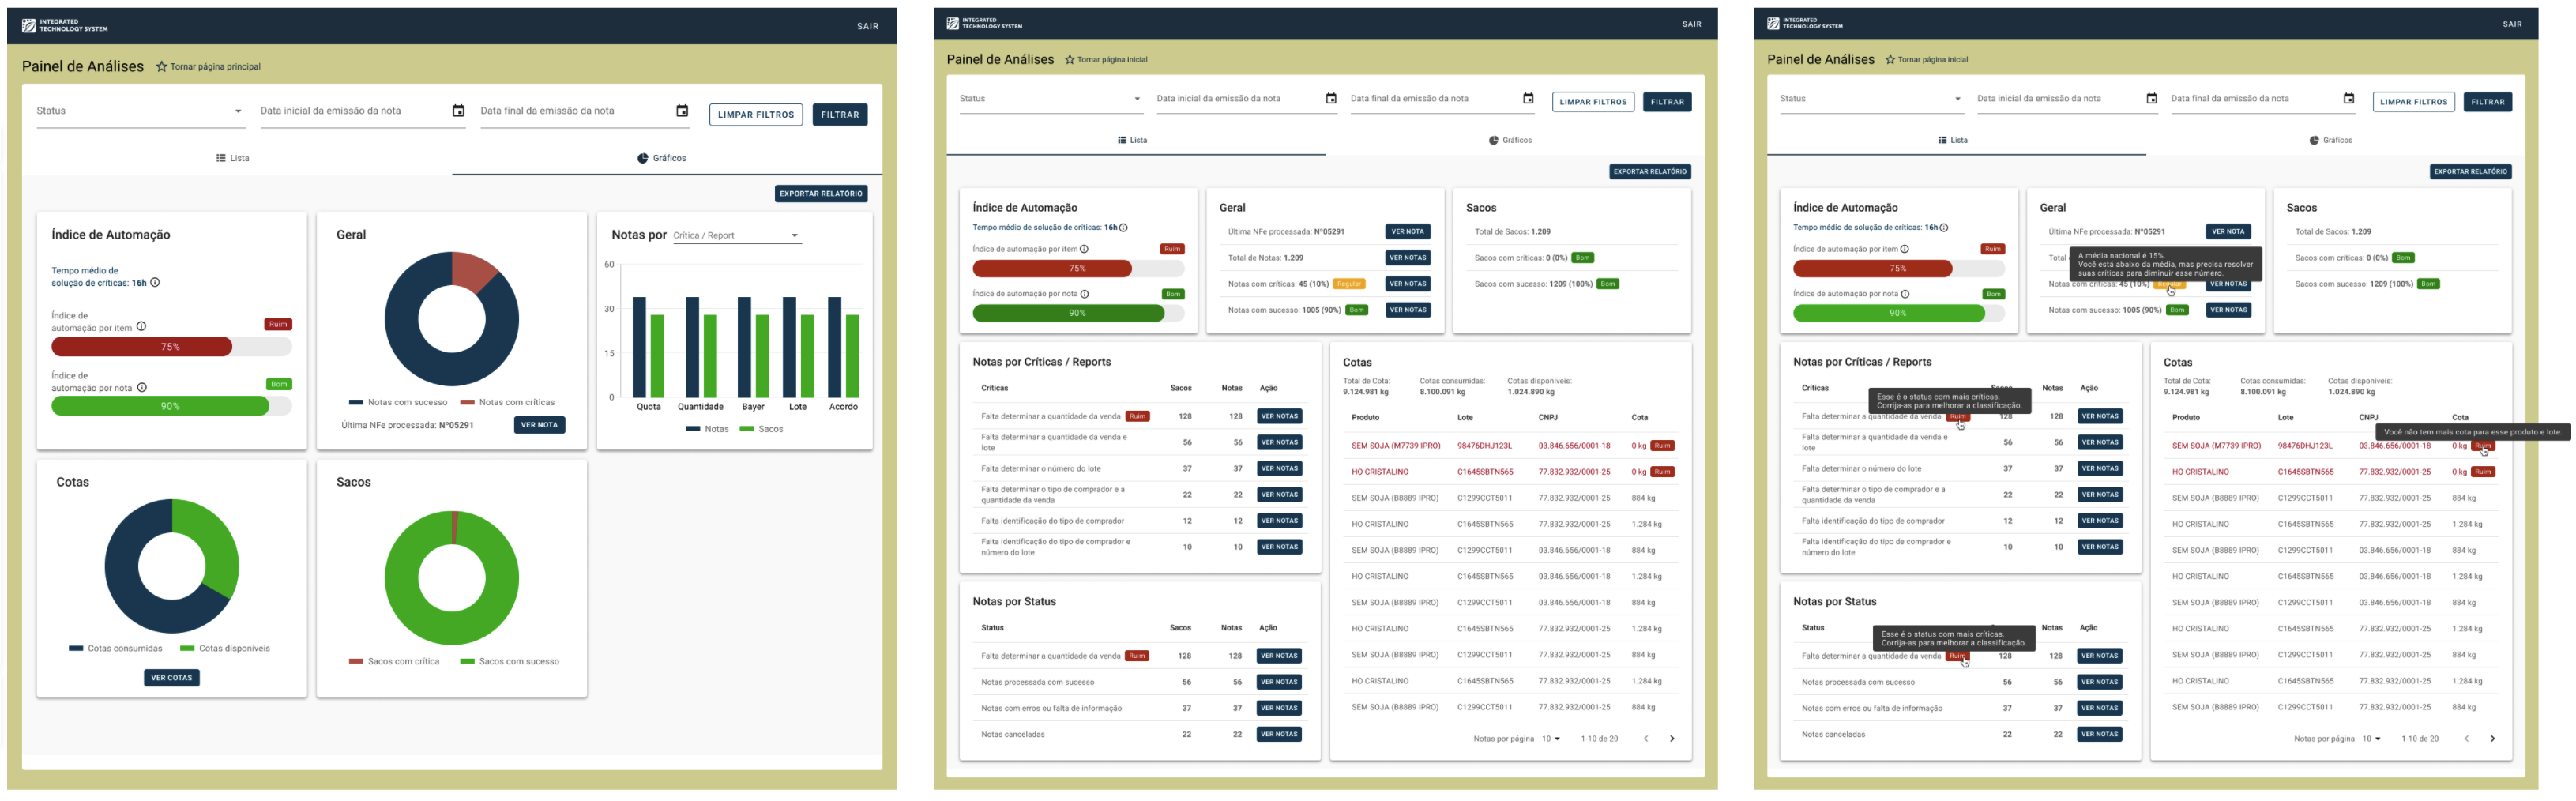 INTEGRATED
TECHNOLOGY SYSTEM
SAIR
Painel de Análises
Tornar página principal
Status
Data inicial da emissão da nota
Data final da emissão da nota
LIMPAR FILTROS
FILTRAR
Lista
Gráficos
EXPORTAR RELATÓRIO
Índice de Automação
Tempo médio de
solução de críticas: 16h
Índice de
automação por item
Ruim
75%
Índice de
automação por nota
Bom
90%
Geral
Notas com sucesso
Notas com críticas
Última NFe processada: Nº05291
VER NOTA
Notas por
Crítica / Report
60
30
15
0
Quota Quantidade Bayer Lote Acordo
Notas
Sacos
Cotas
Cotas consumidas
Cotas disponíveis
VER COTAS
Sacos
Sacos com crítica
Sacos com sucesso
INTEGRATED
TECHNOLOGY SYSTEM
SAIR
Painel de Análises
Tornar página inicial
Status
Data inicial da emissão da nota
Data final da emissão da nota
LIMPAR FILTROS
FILTRAR
Lista
Gráficos
EXPORTAR RELATÓRIO
Índice de Automação
Tempo médio de solução de críticas: 16h
Índice de automação por item
Ruim
75%
Índice de automação por nota
Bom
90%
Geral
Última NFe processada: Nº05291 VER NOTA
Total de Notas: 1.209 VER NOTAS
Notas com críticas: 45 (10%) Regular VER NOTAS
Notas com sucesso: 1005 (90%) Bom VER NOTAS
Sacos
Total de Sacos: 1.209
Sacos com críticas: 0 (0%) Bom
Sacos com sucesso: 1209 (100%) Bom
Notas por Críticas / Reports
Críticas Sacos Notas Ação
Falta determinar a quantidade da venda Ruim 128 128 VER NOTAS
Falta determinar a quantidade da venda e
lote 56 56 VER NOTAS
Falta determinar o número do lote 37 37 VER NOTAS
Falta determinar o tipo de comprador e a
quantidade da venda 22 22 VER NOTAS
Falta identificação do tipo de comprador 12 12 VER NOTAS
Falta identificação do tipo de comprador e
número do lote 10 10 VER NOTAS
Notas por Status
Status Sacos Notas Ação
Falta determinar a quantidade da venda Ruim 128 128 VER NOTAS
Notas processada com sucesso 56 56 VER NOTAS
Notas com erros ou falta de informação 37 37 VER NOTAS
Notas canceladas 22 22 VER NOTAS
Cotas
Total de Cota: Cotas consumidas: Cotas disponíveis:
9.124.981 kg 8.100.091 kg 1.024.890 kg
Produto Lote CNPJ Cota
SEM SOJA (M7739 IPRO) 98476DHJ123L 03.846.656/0001-18 0 kg Ruim
HO CRISTALINO C1645SBTN565 77.832.932/0001-25 0 kg Ruim
SEM SOJA (B8889 IPRO) C1299CCT5011 77.832.932/0001-25 884 kg
HO CRISTALINO C1645SBTN565 77.832.932/0001-25 1.284 kg
SEM SOJA (B8889 IPRO) C1299CCT5011 03.846.656/0001-18 884 kg
HO CRISTALINO C1645SBTN565 03.846.656/0001-18 1.284 kg
SEM SOJA (B8889 IPRO) C1299CCT5011 03.846.656/0001-18 884 kg
HO CRISTALINO C1645SBTN565 77.832.932/0001-25 1.284 kg
SEM SOJA (B8889 IPRO) C1299CCT5011 77.832.932/0001-25 884 kg
HO CRISTALINO C1645SBTN565 77.832.932/0001-25 1.284 kg
SEM SOJA (B8889 IPRO) C1299CCT5011 77.832.932/0001-25 884 kg
Notas por página 10 1-10 de 20
INTEGRATED
TECHNOLOGY SYSTEM
SAIR
Painel de Análises
Tornar página inicial
Status
Data inicial da emissão da nota
Data final da emissão da nota
LIMPAR FILTROS
FILTRAR
Lista
Gráficos
EXPORTAR RELATÓRIO
Índice de Automação
Tempo médio de solução de críticas: 16h
Índice de automação por item
Ruim
75%
Índice de automação por nota
Bom
90%
Geral
Última NFe processada: Nº05291 VER NOTA
Total
A média nacional é 15%.
Você está abaixo da média, mas precisa resolver
suas críticas para diminuir esse número.
Notas com críticas: 45 (10%) VER NOTAS
Notas com sucesso: 1005 (90%) Bom VER NOTAS
Sacos
Total de Sacos: 1.209
Sacos com críticas: 0 (0%) Bom
Sacos com sucesso: 1209 (100%) Bom
Notas por Críticas / Reports
Críticas Sacos Notas Ação
Esse é o status com mais críticas.
Corrija-as para melhorar a classificação.
Falta determinar a quantidade da venda Ruim 128 128 VER NOTAS
Falta determinar a quantidade da venda e
lote 56 56 VER NOTAS
Falta determinar o número do lote 37 37 VER NOTAS
Falta determinar o tipo de comprador e a
quantidade da venda 22 22 VER NOTAS
Falta identificação do tipo de comprador 12 12 VER NOTAS
Falta identificação do tipo de comprador e
número do lote 10 10 VER NOTAS
Notas por Status
Status Notas Ação
Esse é o status com mais críticas.
Corrija-as para melhorar a classificação.
Falta determinar a quantidade da venda Ruim 128 128 VER NOTAS
Notas processada com sucesso 56 56 VER NOTAS
Notas com erros ou falta de informação 37 37 VER NOTAS
Notas canceladas 22 22 VER NOTAS
Cotas
Total de Cota: Cotas consumidas: Cotas disponíveis:
9.124.981 kg 8.100.091 kg 1.024.890 kg
Produto Lote CNPJ Cota
Você não tem mais cota para esse produto e lote.
SEM SOJA (M7739 IPRO) 98476DHJ123L 03.846.656/0001-18 0 kg Ruim
HO CRISTALINO C1645SBTN565 77.832.932/0001-25 0 kg Ruim
SEM SOJA (B8889 IPRO) C1299CCT5011 77.832.932/0001-25 884 kg
HO CRISTALINO C1645SBTN565 77.832.932/0001-25 1.284 kg
SEM SOJA (B8889 IPRO) C1299CCT5011 03.846.656/0001-18 884 kg
HO CRISTALINO C1645SBTN565 03.846.656/0001-18 1.284 kg
SEM SOJA (B8889 IPRO) C1299CCT5011 03.846.656/0001-18 884 kg
HO CRISTALINO C1645SBTN565 77.832.932/0001-25 1.284 kg
SEM SOJA (B8889 IPRO) C1299CCT5011 77.832.932/0001-25 884 kg
HO CRISTALINO C1645SBTN565 77.832.932/0001-25 1.284 kg
SEM SOJA (B8889 IPRO) C1299CCT5011 77.832.932/0001-25 884 kg
Notas por página 10 1-10 de 20